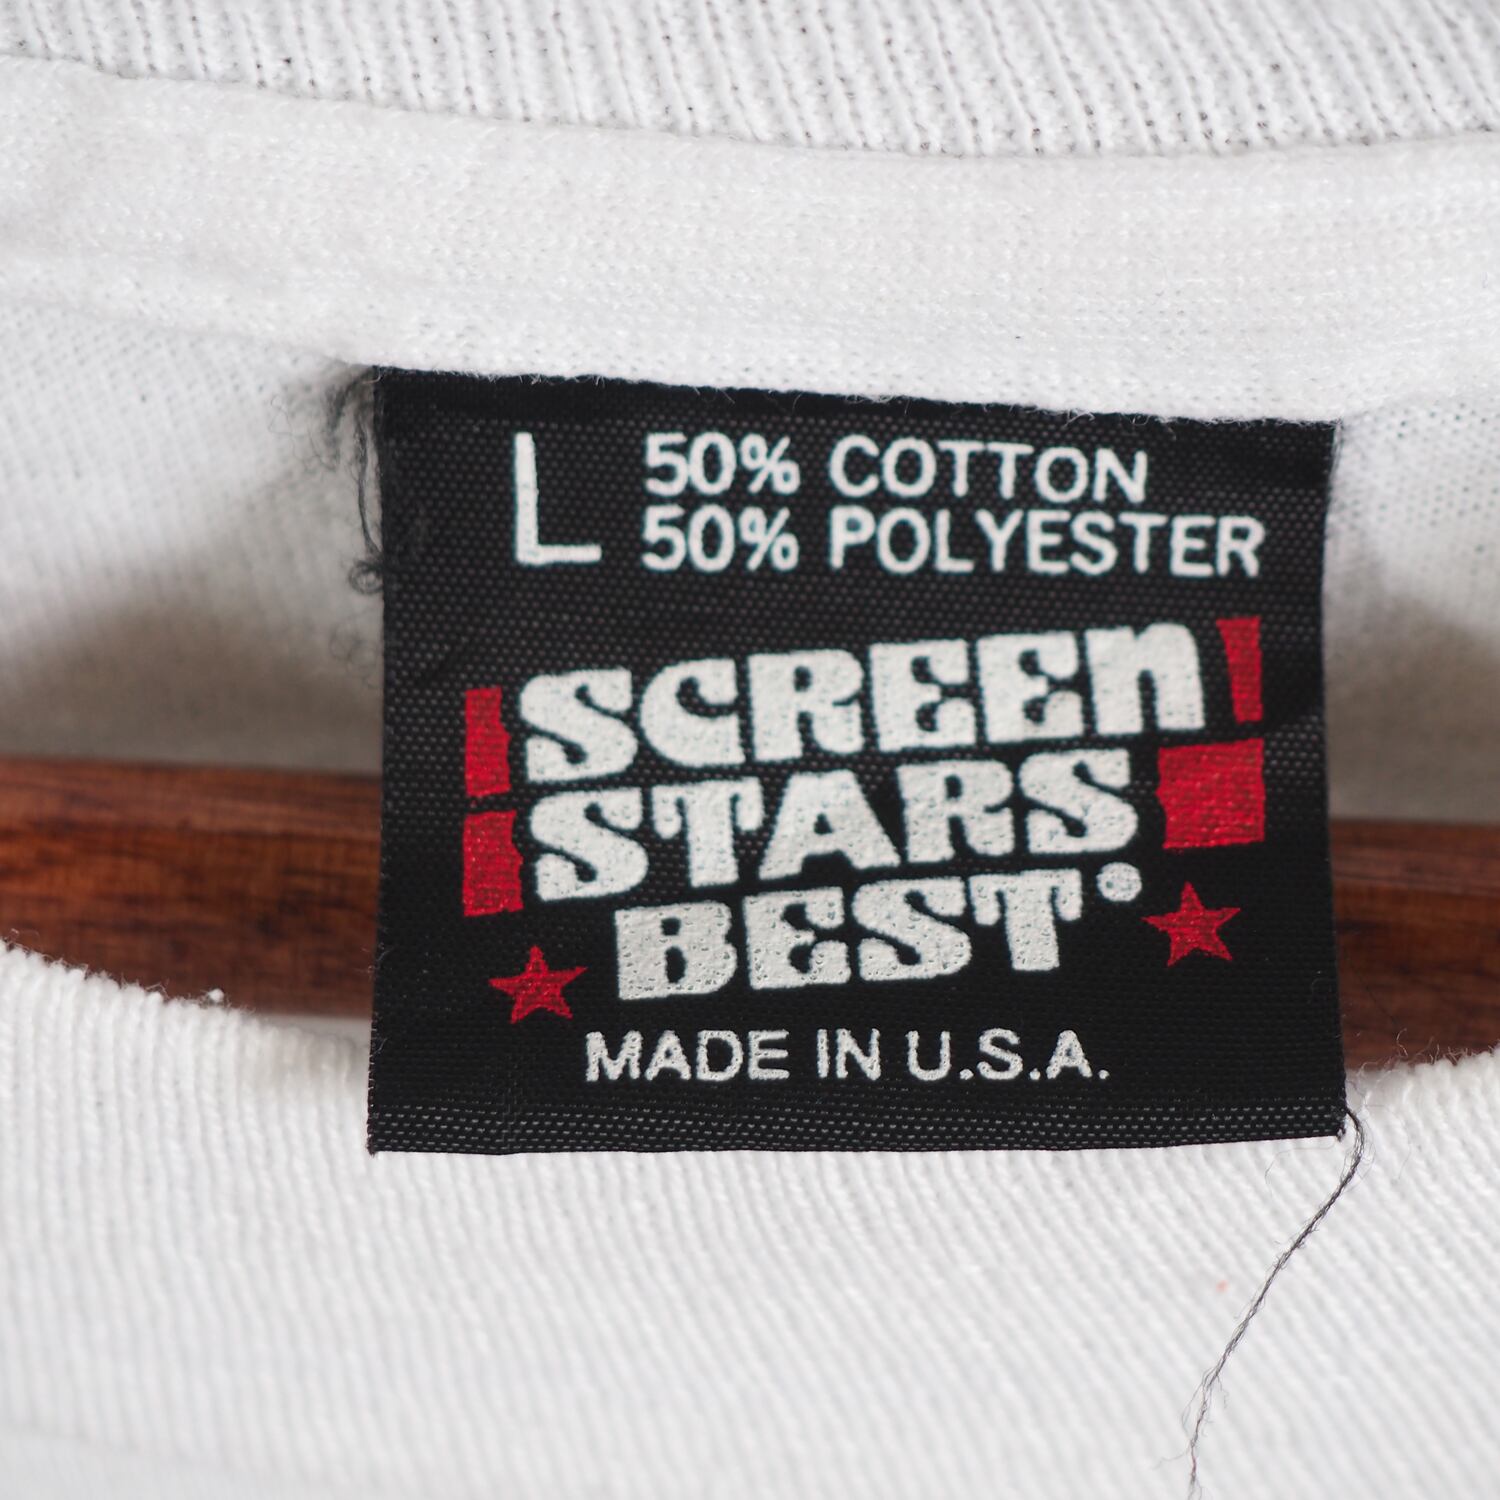 L 50% COTTON
50% POLYESTER
SCREEN
STARS
BEST
MADE IN U.S.A.